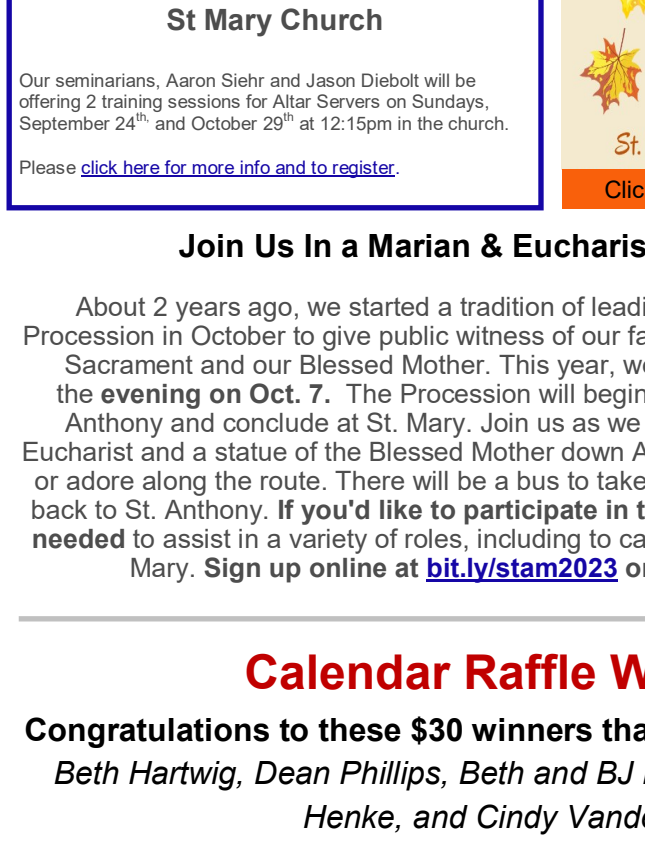 St Mary Church
Our seminarians, Aaron Siehr and Jason Diebolt will be
offering 2 training sessions for Altar Servers on Sundays,
September 24th, and October 29th at 12:15pm in the church.
Please click here for more info and to register.
St.
Join Us In a Marian &
About 2 years ago, we started a tradition of
Procession in October to give public witness of our
Sacrament and our Blessed Mother. This year,
the evening on Oct. 7. The Procession will begin
Anthony and conclude at St. Mary. Join us as we
Eucharist and a statue of the Blessed Mother down
or adore along the route. There will be a bus to take
back to St. Anthony. If you'd like to participate in
needed to assist in a variety of roles, including to
Mary. Sign up online at bit.ly/stam2023
Calendar Raffle
Congratulations to these $30 winners
Beth Hartwig, Dean Phillips, Beth and BJ
Henke, and Cindy